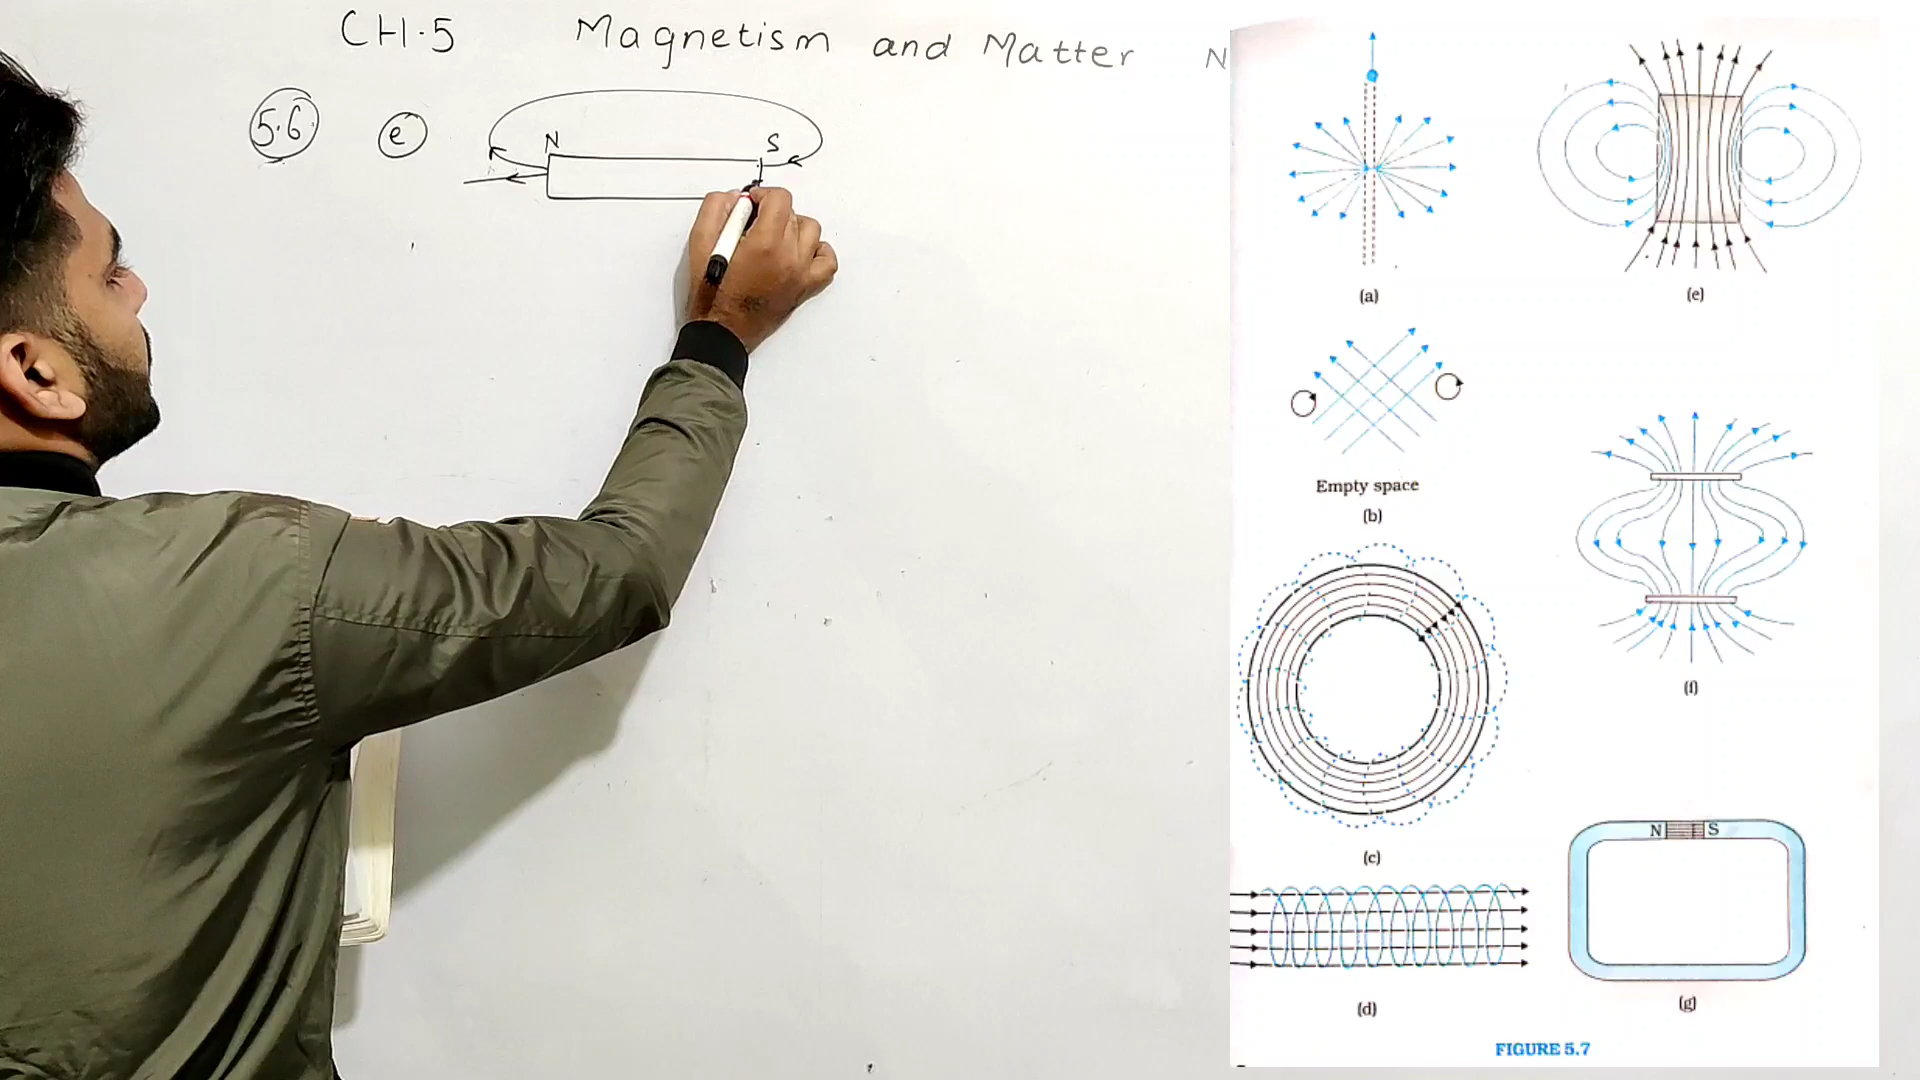 CH.5 Magnetism and Matter N
5.6 e
N S
(a)
(e)
Empty space
(b)
(f)
(c)
N S
(d)
(g)
FIGURE 5.7